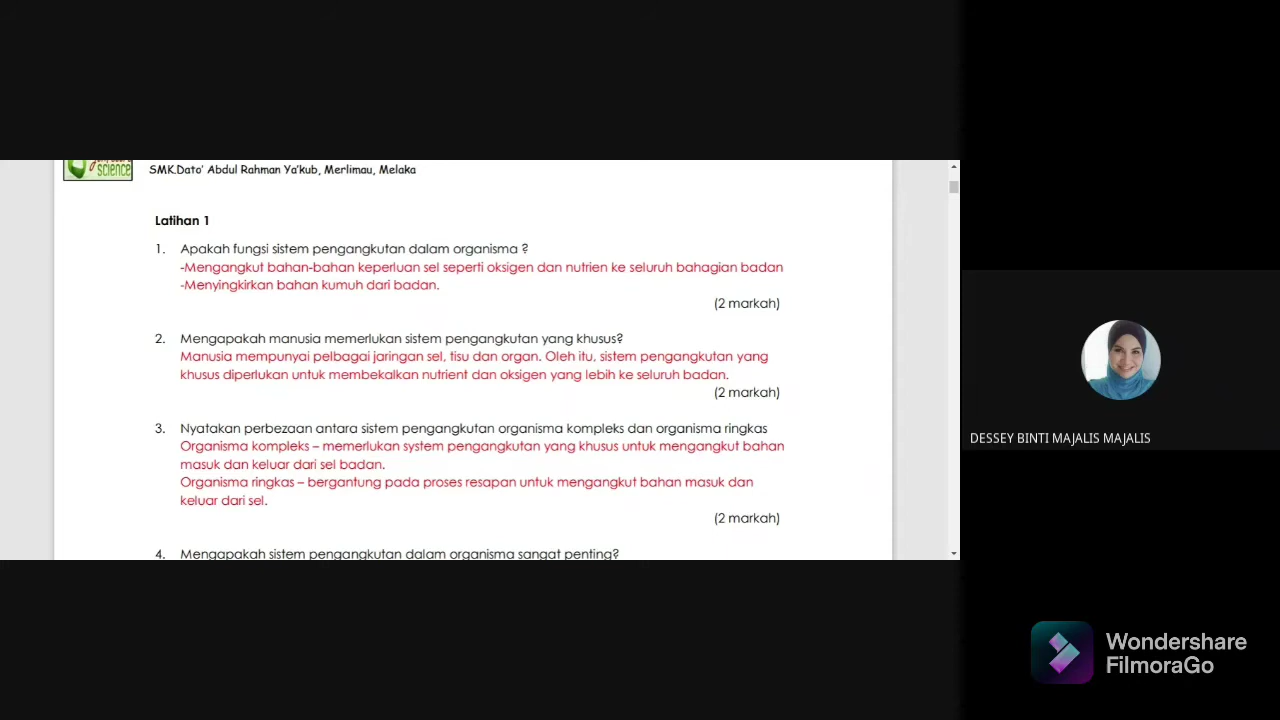 SCIENCE
SMK.Dato' Abdul Rahman Ya'kub, Merlimau, Melaka
Latihan 1
1. Apakah fungsi sistem pengangkutan dalam organisma ?
-Mengangkut bahan-bahan keperluan sel seperti oksigen dan nutrien ke seluruh bahagian badan
-Menyingkirkan bahan kumuh dari badan.
(2 markah)
2. Mengapakah manusia memerlukan sistem pengangkutan yang khusus?
Manusia mempunyai pelbagai jaringan sel, tisu dan organ. Oleh itu, sistem pengangkutan yang
khusus diperlukan untuk membekalkan nutrient dan oksigen yang lebih ke seluruh badan.
(2 markah)
3. Nyatakan perbezaan antara sistem pengangkutan organisma kompleks dan organisma ringkas
Organisma kompleks – memerlukan system pengangkutan yang khusus untuk mengangkut bahan
masuk dan keluar dari sel badan.
Organisma ringkas – bergantung pada proses resapan untuk mengangkut bahan masuk dan
keluar dari sel.
(2 markah)
4. Mengapakah sistem pengangkutan dalam organisma sangat penting?
DESSEY BINTI MAJALIS MAJALIS
Wondershare
FilmoraGo